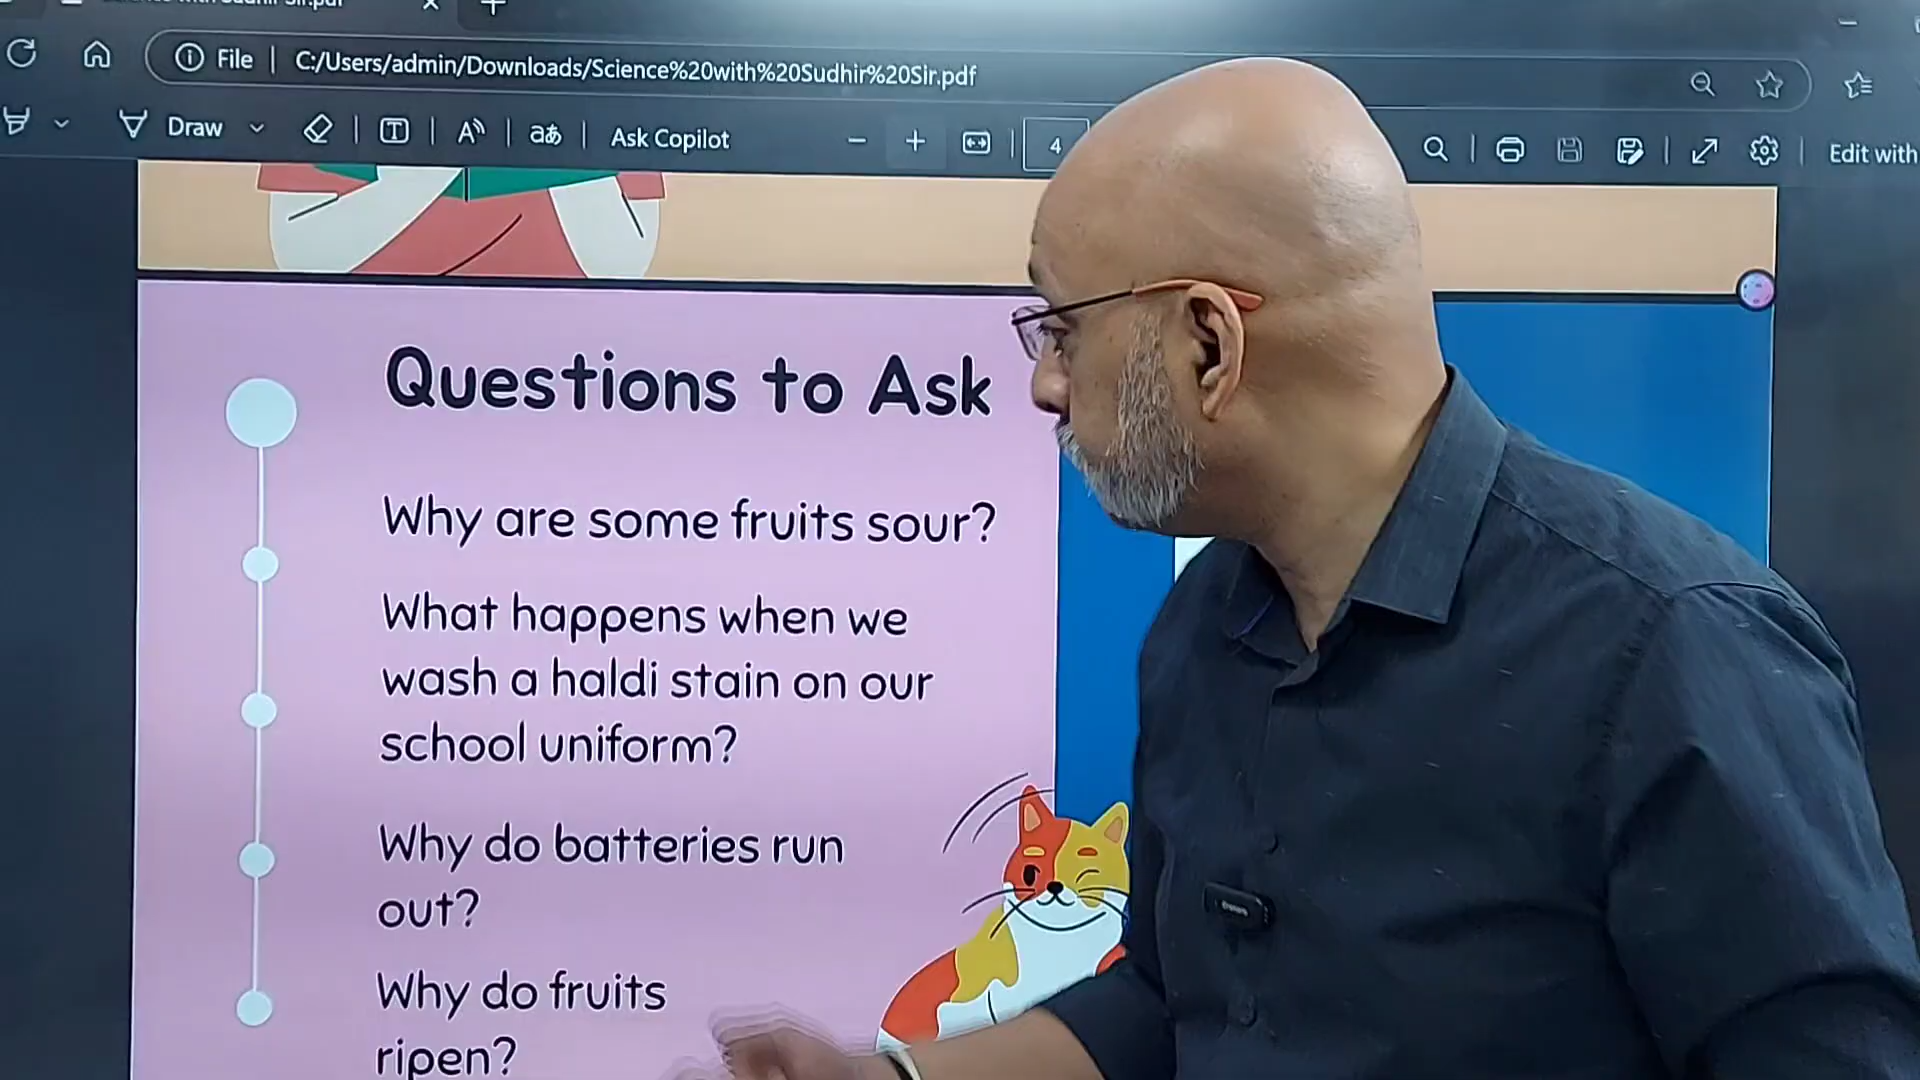 File
C:/Users/admin/Downloads/Science%20with%20Sudhir%20Sir.pdf
Draw
Ask Copilot
4
Edit with
Questions to Ask
Why are some fruits sour?
What happens when we
wash a haldi stain on our
school uniform?
Why do batteries run
out?
Why do fruits
ripen?